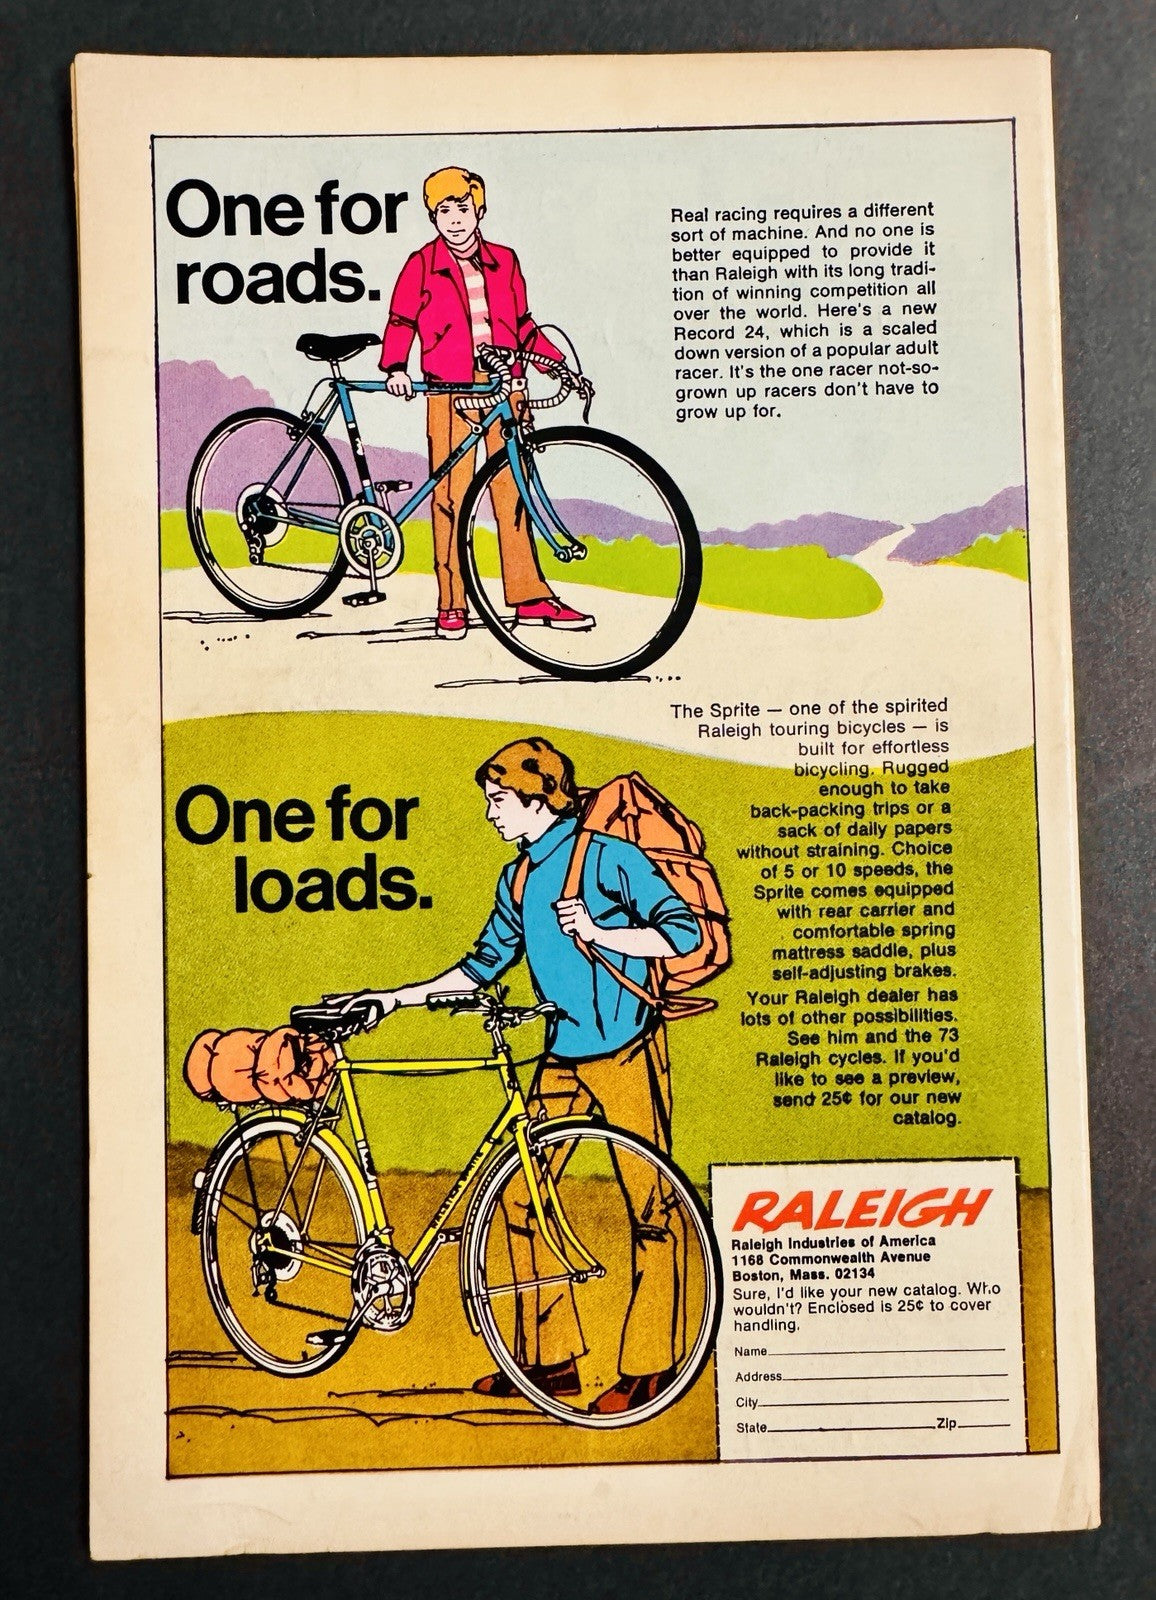 One for
roads.
Real racing requires a different
sort of machine. And no one is
better equipped to provide it
than Raleigh with its long tradi-
tion of winning competition all
over the world. Here's a new
Record 24, which is a scaled
down version of a popular adult
racer. It's the one racer not-so-
grown up racers don't have to
grow up for.
The Sprite — one of the spirited
Raleigh touring bicycles — is
built for effortless
bicycling. Rugged
enough to take
back-packing trips or a
sack of daily papers
without straining. Choice
of 5 or 10 speeds, the
Sprite comes equipped
with rear carrier and
comfortable spring
mattress saddle, plus
self-adjusting brakes.
Your Raleigh dealer has
lots of other possibilities.
See him and the 73
Raleigh cycles. If you'd
like to see a preview,
send 25¢ for our new
catalog.
One for
loads.
RALEIGH SPRITE
RALEIGH
Raleigh Industries of America
1168 Commonwealth Avenue
Boston, Mass. 02134
Sure, I'd like your new catalog. Who
wouldn't? Enclosed is 25¢ to cover
handling.
Name
Address
City
State Zip